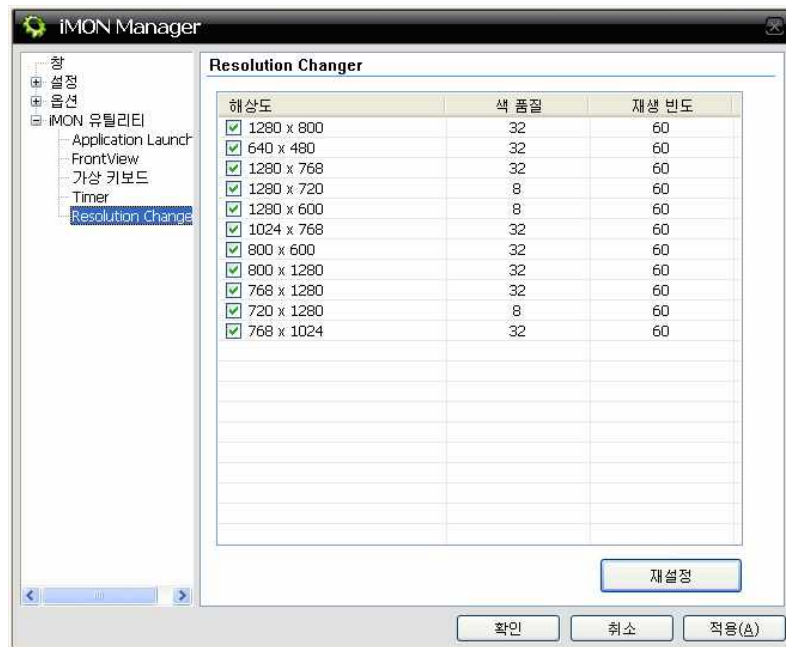 iMON Manager
창
설정
옵션
iMON 유틸리티
Application Launch
FrontView
가상 키보드
Timer
Resolution Change
Resolution Changer
해상도 색 품질 재생 빈도
1280 x 800 32 60
640 x 480 32 60
1280 x 768 32 60
1280 x 720 8 60
1280 x 600 8 60
1024 x 768 32 60
800 x 600 32 60
800 x 1280 32 60
768 x 1280 32 60
720 x 1280 8 60
768 x 1024 32 60
재설정
확인 취소 적용(A)